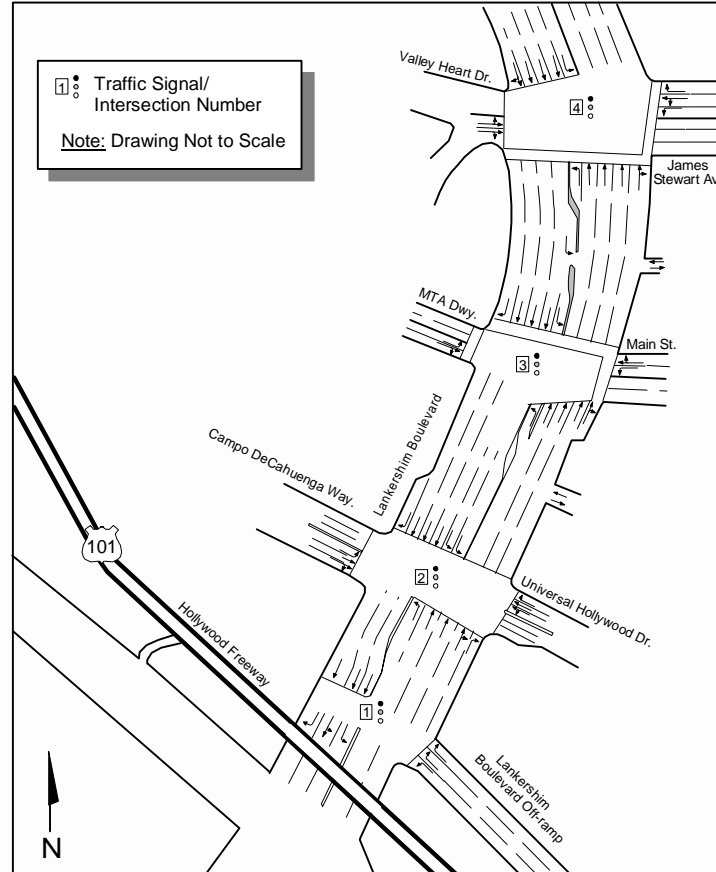 1 Traffic Signal/
Intersection Number
Note: Drawing Not to Scale
Valley Heart Dr.
4
James
Stewart Av
MTA Dwy.
Main St.
3
Lankershim Boulevard
Campo DeCahuenga Way.
101
2
Universal Hollywood Dr.
Hollywood Freeway
1
Lankershim
Boulevard Off-ramp
N